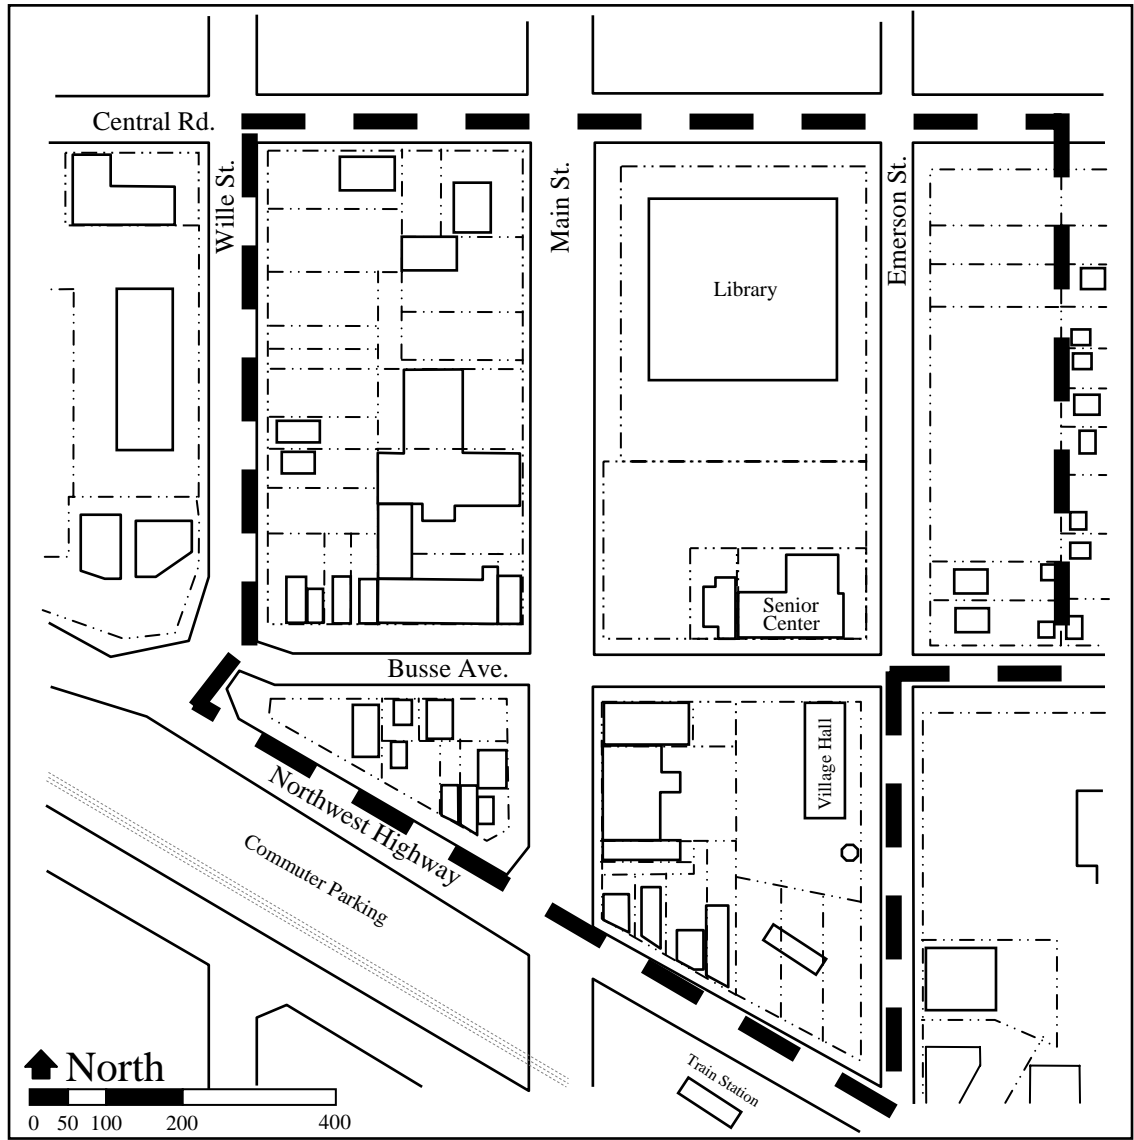 Central Rd.
Wille St.
Main St.
Emerson St.
Library
Senior
Center
Busse Ave.
Village Hall
Northwest Highway
Commuter Parking
Train Station
North
0 50 100 200 400